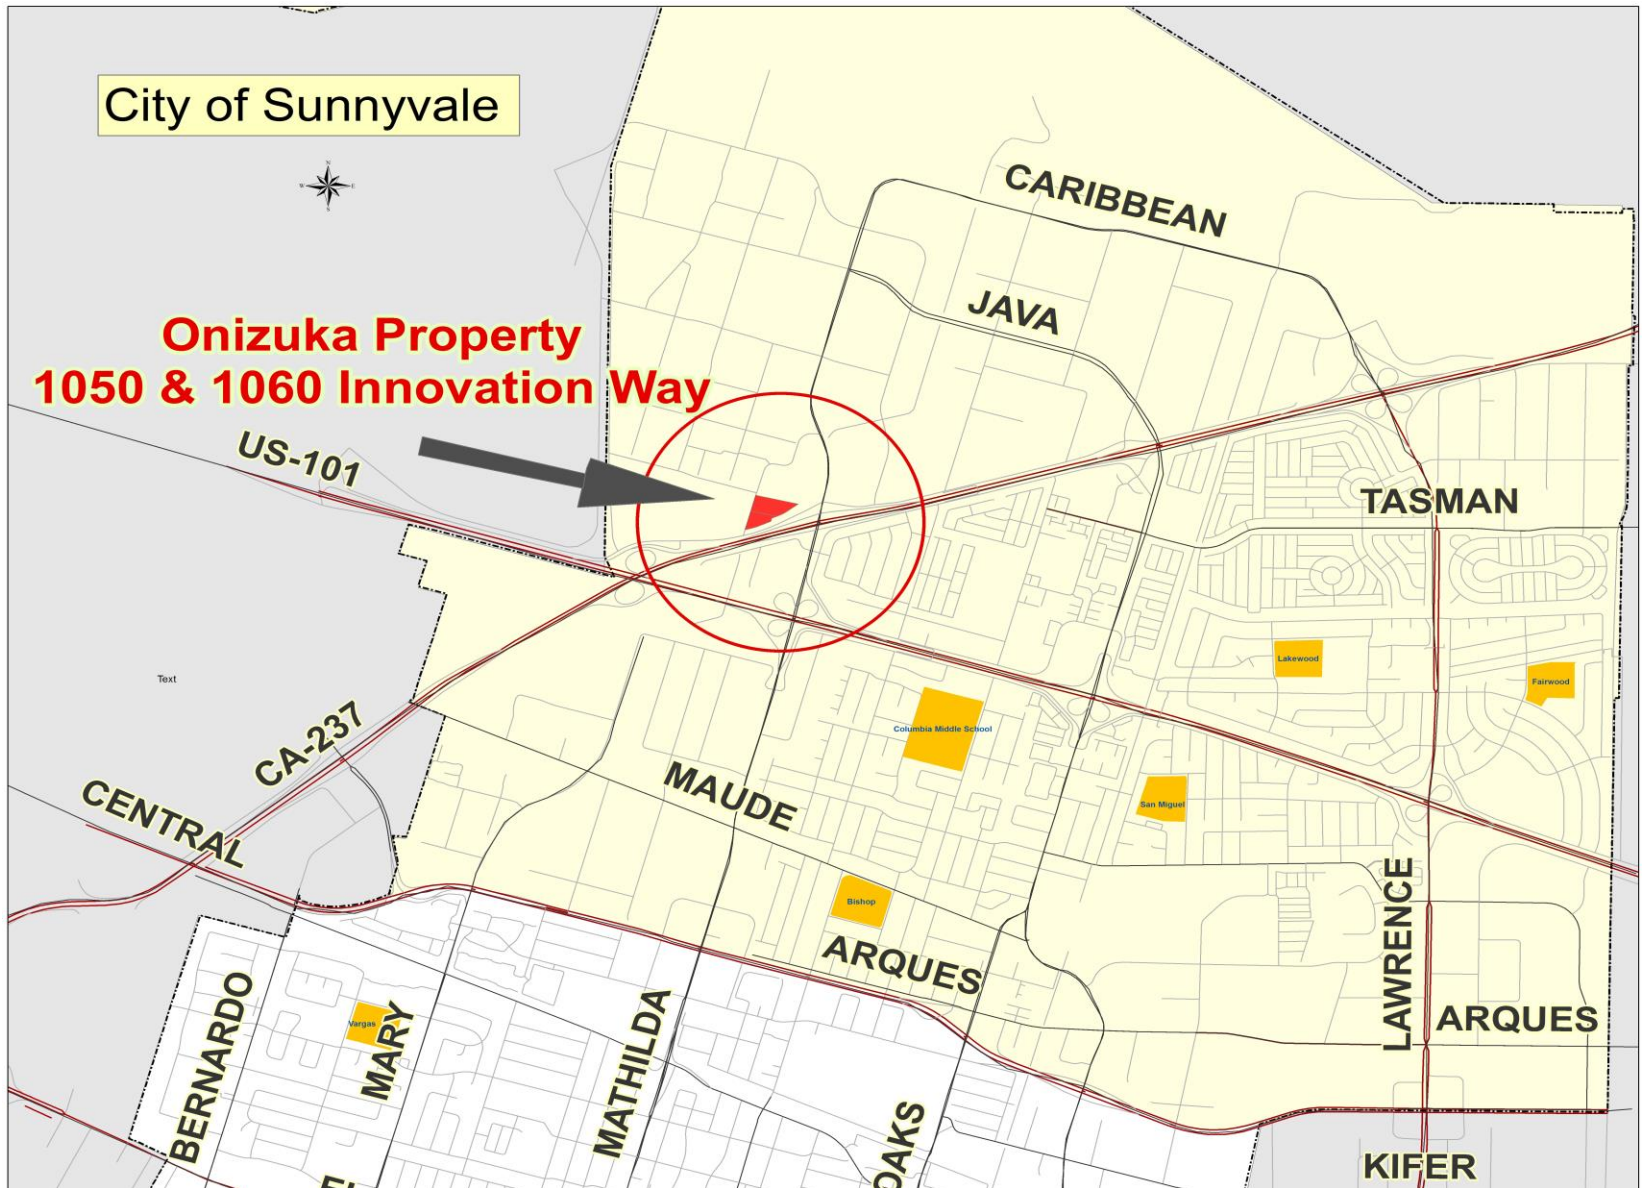 City of Sunnyvale
N
W E
S
CARIBBEAN
JAVA
Onizuka Property
1050 & 1060 Innovation Way
US-101
TASMAN
Lakewood
Fairwood
Text
Columbia Middle School
CA-237
MAUDE
CENTRAL
San Miguel
Bishop
ARQUES
LAWRENCE
ARQUES
BERNARDO
Vargas
MARY
MATHILDA
OAKS
KIFER